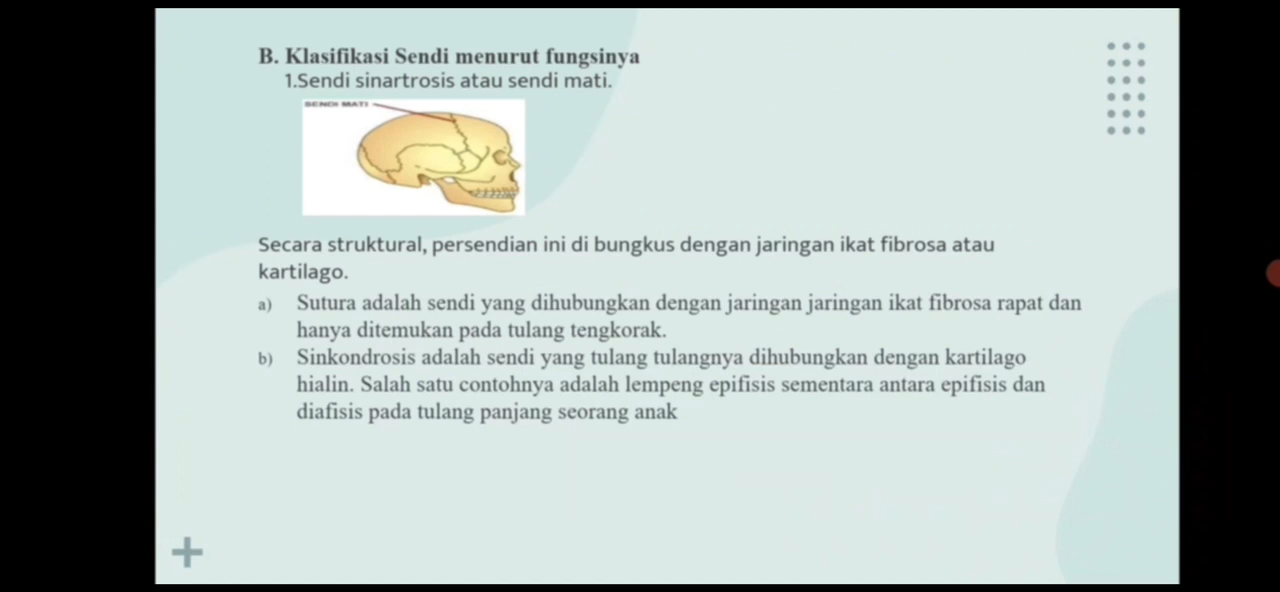 B. Klasifikasi Sendi menurut fungsinya
1.Sendi sinartrosis atau sendi mati.
SENDI MATI
Secara struktural, persendian ini di bungkus dengan jaringan ikat fibrosa atau
kartilago.
a) Sutura adalah sendi yang dihubungkan dengan jaringan jaringan ikat fibrosa rapat dan
hanya ditemukan pada tulang tengkorak.
b) Sinkondrosis adalah sendi yang tulang tulangnya dihubungkan dengan kartilago
hialin. Salah satu contohnya adalah lempeng epifisis sementara antara epifisis dan
diafisis pada tulang panjang seorang anak